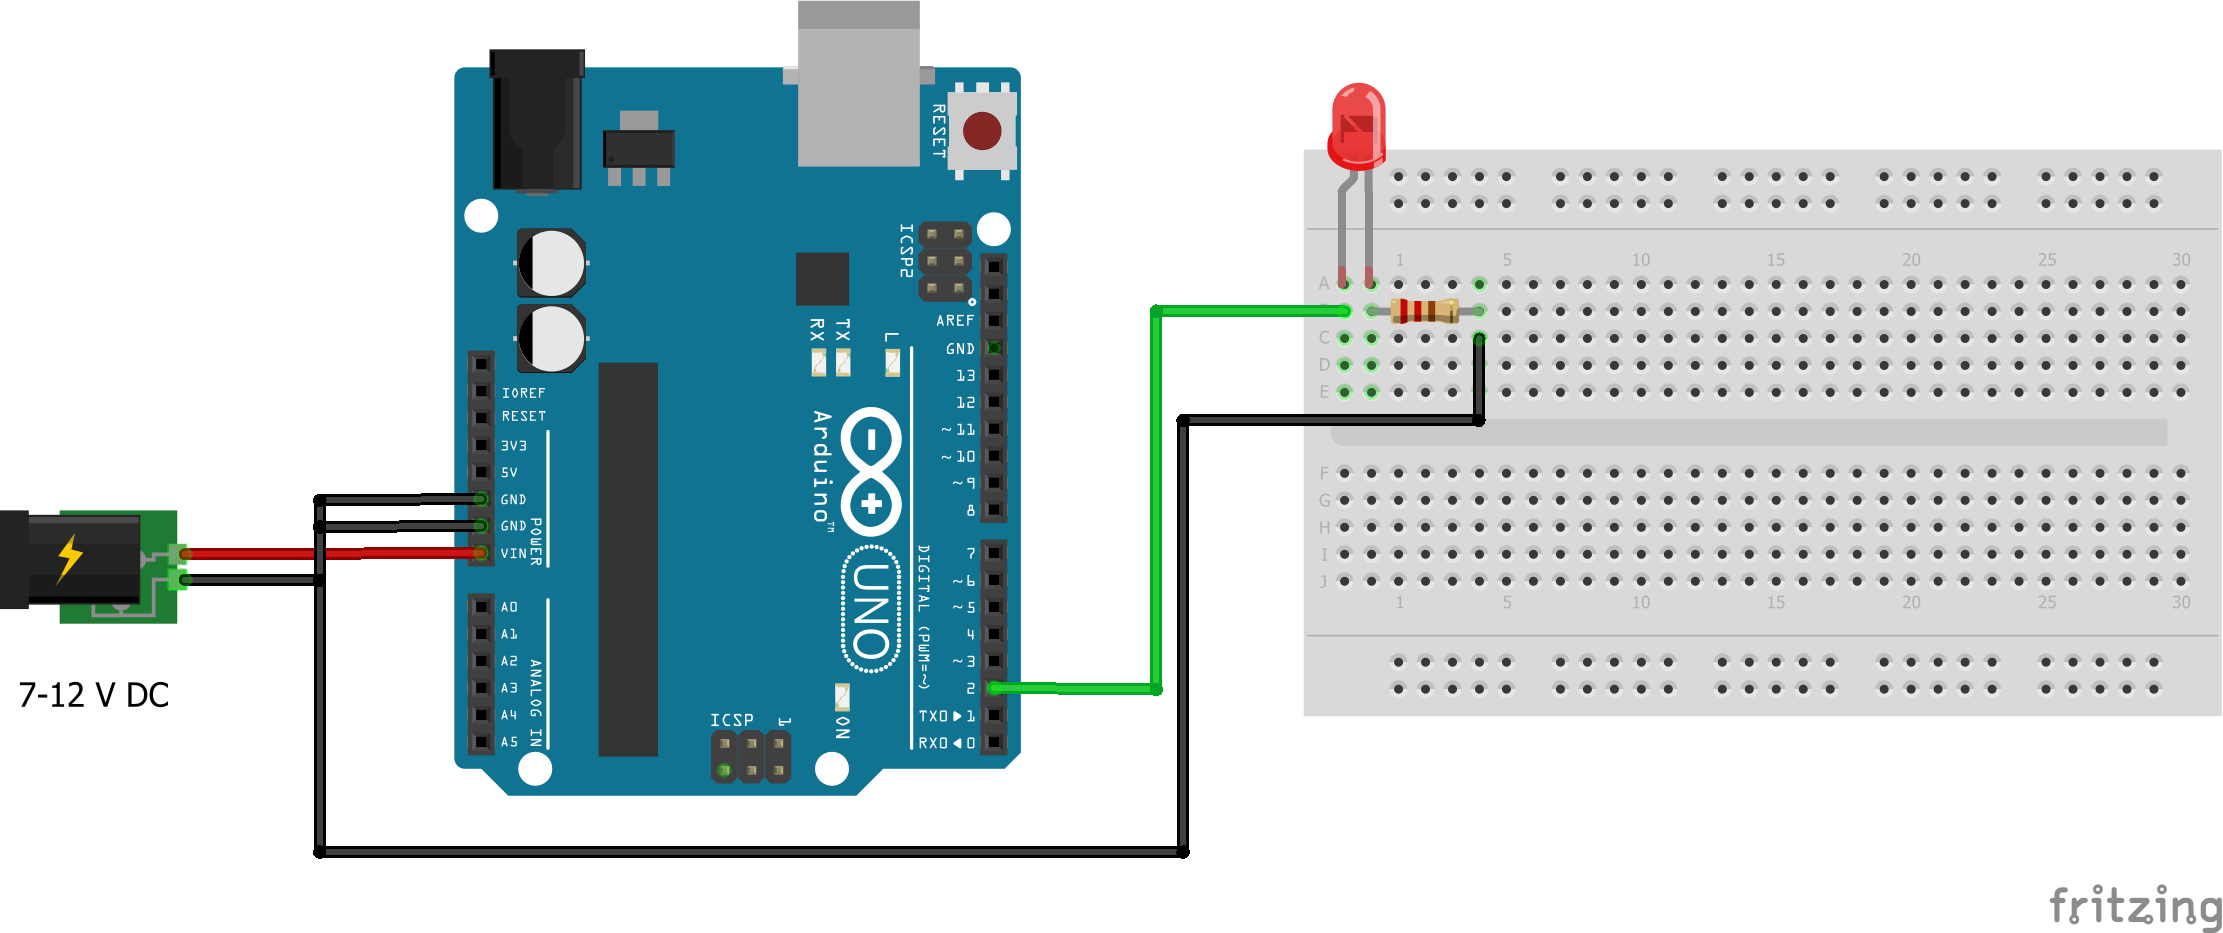 7-12 V DC
IOREF
RESET
3V3
5V
GND
GND
VIN
POWER
A0
A1
A2
A3
A4
A5
ANALOG IN
RESET
ICSP2
AREF
GND
13
12
~11
~10
~9
8
7
~6
~5
4
~3
2
TX0▶1
RX0◀0
DIGITAL (PWM=~)
RX
TX
L
Arduino™
UNO
ON
ICSP
1
1 5 10 15 20 25 30
A
C
D
E
F
G
H
I
J
1 5 10 15 20 25 30
fritzing